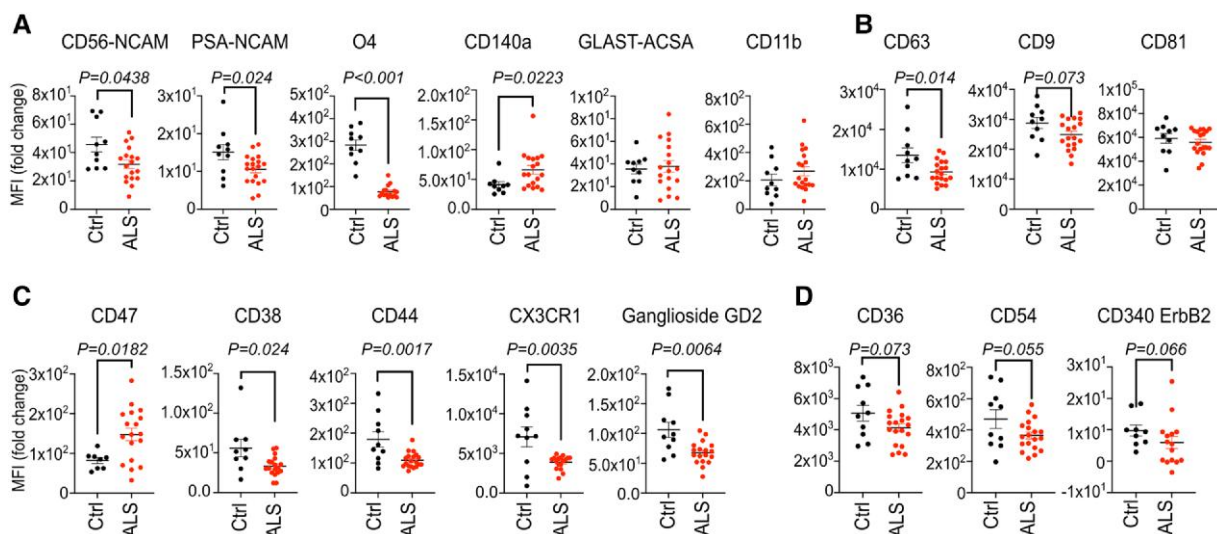 A
CD56-NCAM PSA-NCAM O4 CD140a GLAST-ACSA CD11b
P=0.0438 P=0.024 P<0.001 P=0.0223
MFI (fold change)
8x10¹
6x10¹
4x10¹
2x10¹
0
3x10¹
2x10¹
1x10¹
0
5x10²
4x10²
3x10²
2x10²
1x10²
0
2.0x10²
1.5x10²
1.0x10²
5.0x10¹
0.0
1x10²
8x10¹
6x10¹
4x10¹
2x10¹
0
8x10²
6x10²
4x10²
2x10²
0
Ctrl ALS Ctrl ALS Ctrl ALS Ctrl ALS Ctrl ALS Ctrl ALS
B
CD63 CD9 CD81
P=0.014 P=0.073
3x10⁴
2x10⁴
1x10⁴
0
4x10⁴
3x10⁴
2x10⁴
1x10⁴
0
1x10⁵
8x10⁴
6x10⁴
4x10⁴
2x10⁴
0
Ctrl ALS Ctrl ALS Ctrl ALS
C
CD47 CD38 CD44 CX3CR1 Ganglioside GD2
P=0.0182 P=0.024 P=0.0017 P=0.0035 P=0.0064
MFI (fold change)
3x10²
2x10²
1x10²
0
1.5x10²
1.0x10²
5.0x10¹
0.0
4x10²
3x10²
2x10²
1x10²
0
1.5x10⁴
1.0x10⁴
5.0x10³
0.0
2.0x10²
1.5x10²
1.0x10²
5.0x10¹
0.0
Ctrl ALS Ctrl ALS Ctrl ALS Ctrl ALS Ctrl ALS
D
CD36 CD54 CD340 ErbB2
P=0.073 P=0.055 P=0.066
8x10³
6x10³
4x10³
2x10³
0
8x10²
6x10²
4x10²
2x10²
0
3x10¹
2x10¹
1x10¹
0
-1x10¹
Ctrl ALS Ctrl ALS Ctrl ALS